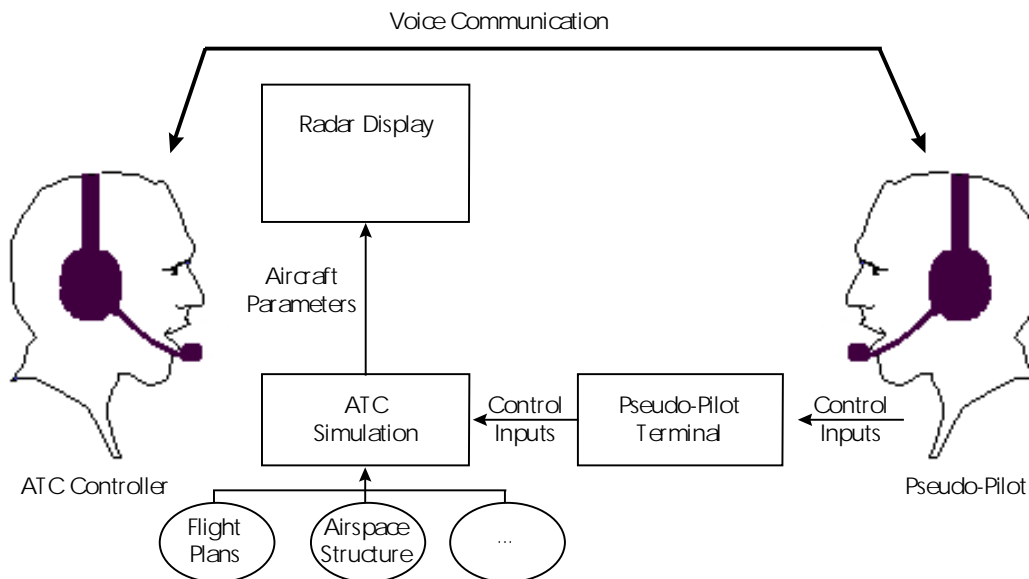 Voice Communication
Radar Display
Aircraft
Parameters
ATC
Simulation
Control
Inputs
Pseudo-Pilot
Terminal
Control
Inputs
ATC Controller
Pseudo-Pilot
Flight
Plans
Airspace
Structure
...